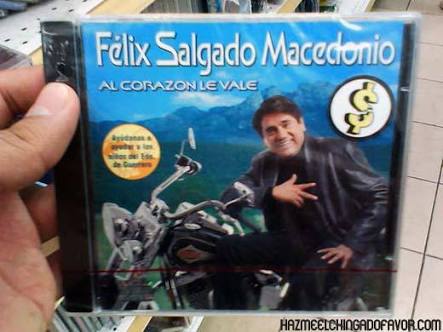 Félix Salgado Macedonio
AL CORAZON LE VALE
Ayúdanos a
ayudar a los
niños del Edo.
de Guerrero
HAZMEELCHINGADOFAVOR.COM